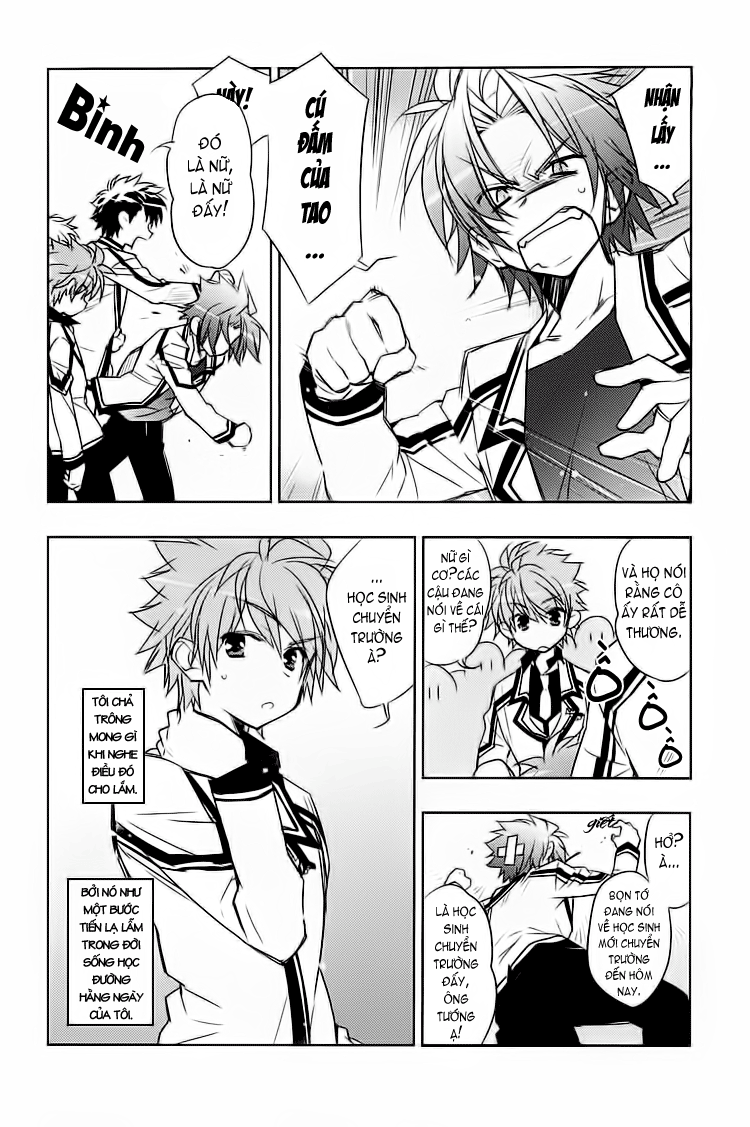 NHẬN
LẤY
...
CÚ
ĐẤM
CỦA
TAO
...
NÀY!
ĐÓ
LÀ NỮ,
LÀ NỮ
ĐẤY!
Binh
VÀ HỌ NÓI
RẰNG CÔ
ẤY RẤT DỄ
THƯƠNG.
NỮ GÌ
CƠ?CÁC
CẬU ĐANG
NÓI VỀ CÁI
GÌ THẾ?
Ồ
Ồ
Ồ
HỞ?
À...
BỌN TỚ
ĐANG NÓI
VỀ HỌC SINH
MỚI CHUYỂN
TRƯỜNG
ĐẾN HÔM
NAY.
giết
LÀ HỌC
SINH
CHUYỂN
TRƯỜNG
ĐẤY,
ÔNG
TƯỚNG
Ạ!
...
HỌC SINH
CHUYỂN
TRƯỜNG
À?
TÔI CHẢ
TRÔNG
MONG GÌ
KHI NGHE
ĐIỀU ĐÓ
CHO LẮM.
BỞI NÓ NHƯ
MỘT BƯỚC
TIẾN LẠ LẪM
TRONG ĐỜI
SỐNG HỌC
ĐƯỜNG
HẰNG NGÀY
CỦA TÔI.